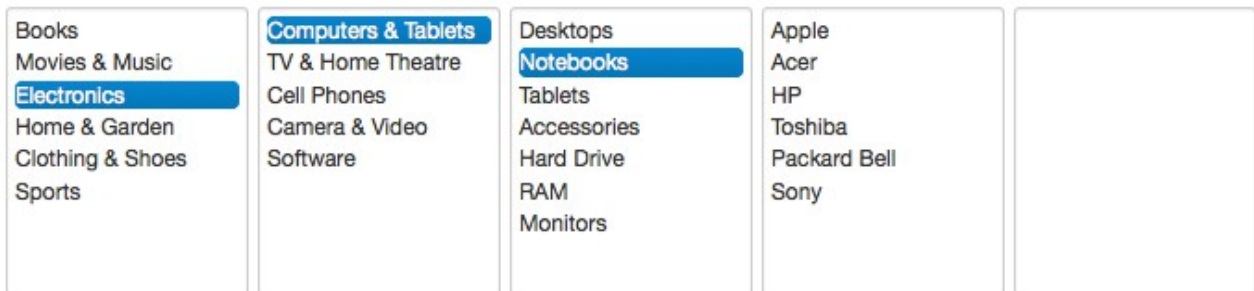 Books
Movies & Music
Electronics
Home & Garden
Clothing & Shoes
Sports
Computers & Tablets
TV & Home Theatre
Cell Phones
Camera & Video
Software
Desktops
Notebooks
Tablets
Accessories
Hard Drive
RAM
Monitors
Apple
Acer
HP
Toshiba
Packard Bell
Sony